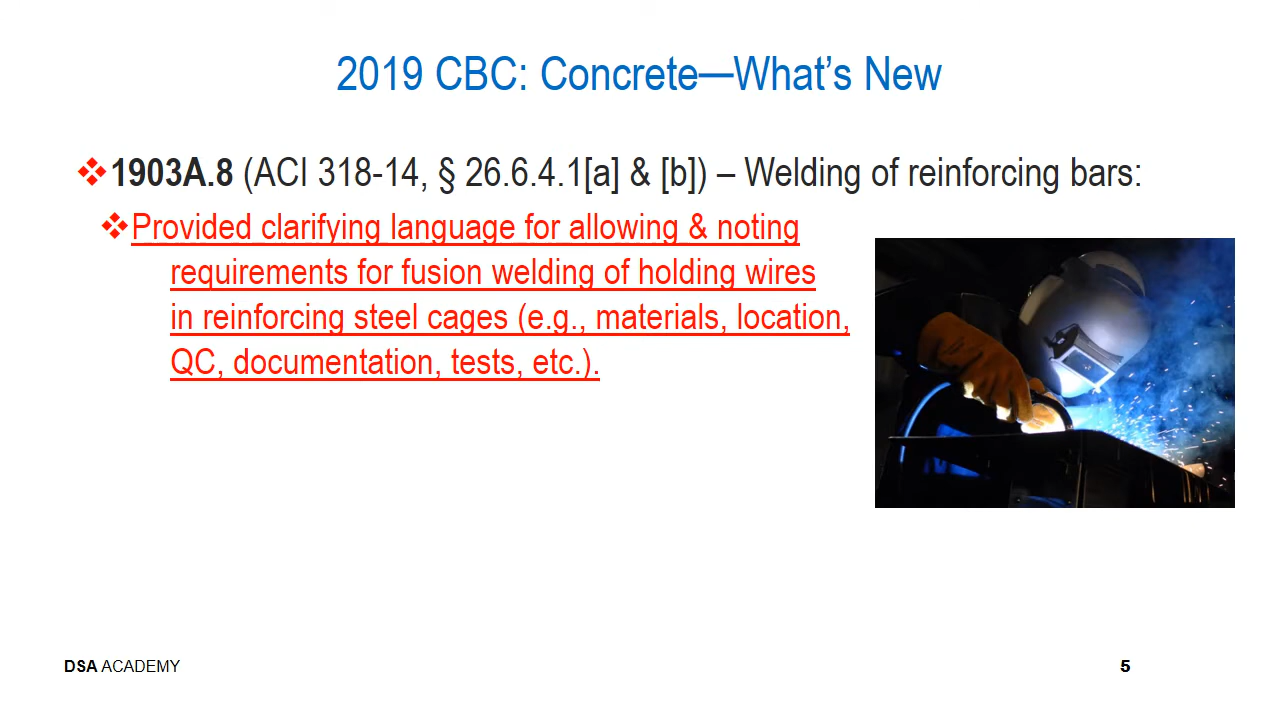 2019 CBC: Concrete—What’s New
❖1903A.8 (ACI 318-14, § 26.6.4.1[a] & [b]) – Welding of reinforcing bars:
❖Provided clarifying language for allowing & noting
requirements for fusion welding of holding wires
in reinforcing steel cages (e.g., materials, location,
QC, documentation, tests, etc.).
DSA ACADEMY
5